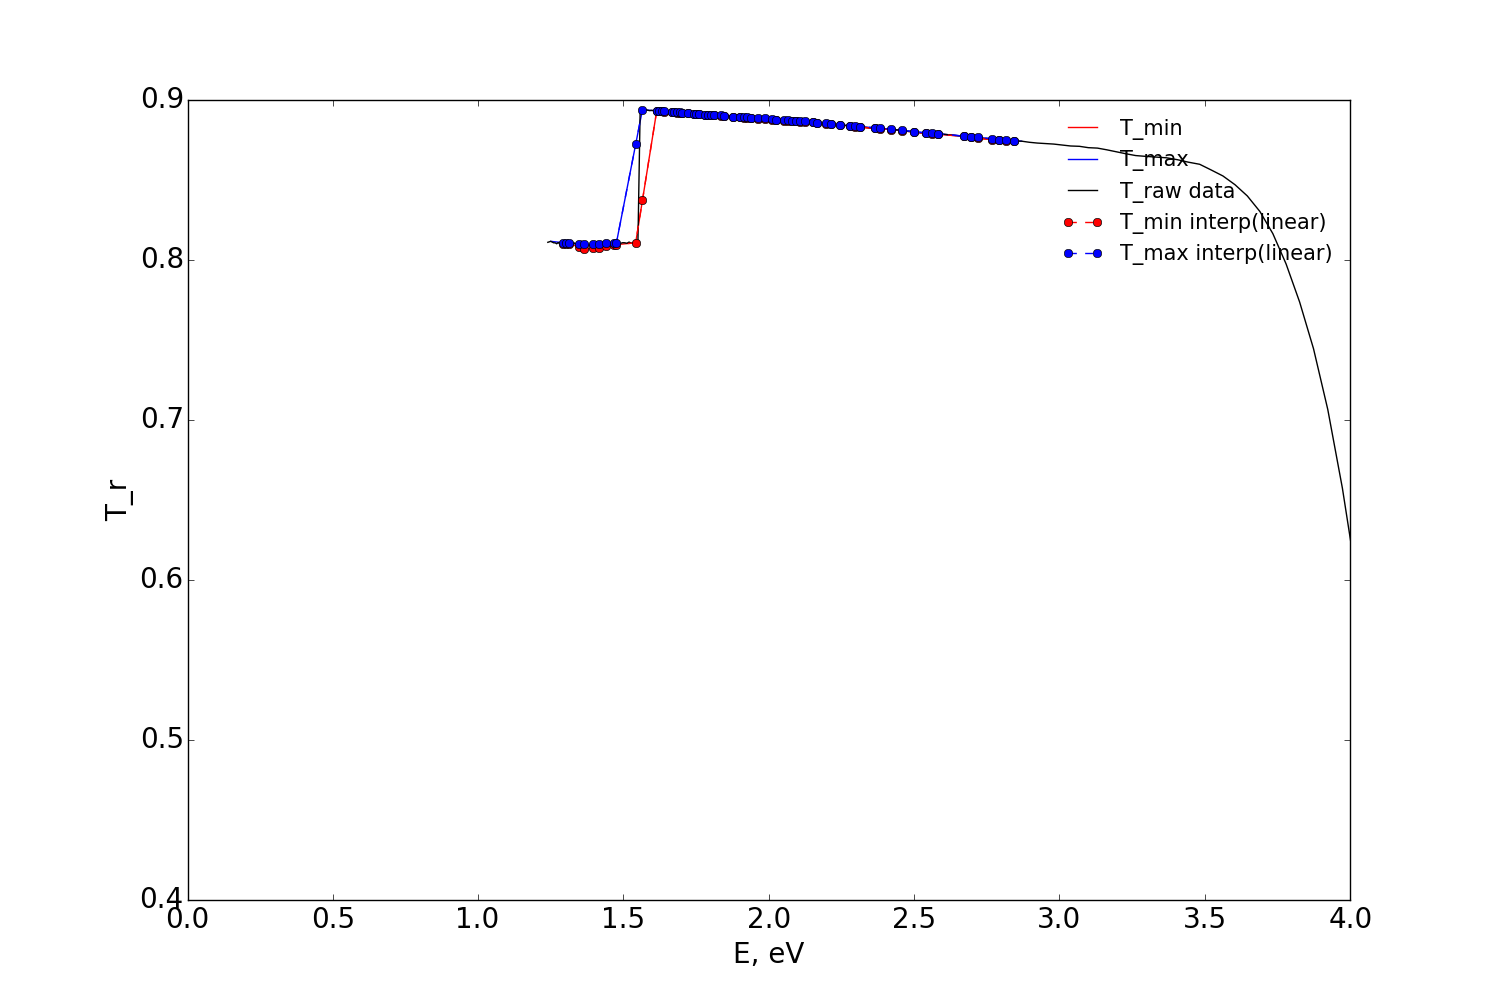 0.9
0.8
0.7
0.6
0.5
0.4
T_r
0.0 0.5 1.0 1.5 2.0 2.5 3.0 3.5 4.0
E, eV
T_min
T_max
T_raw data
T_min interp(linear)
T_max interp(linear)